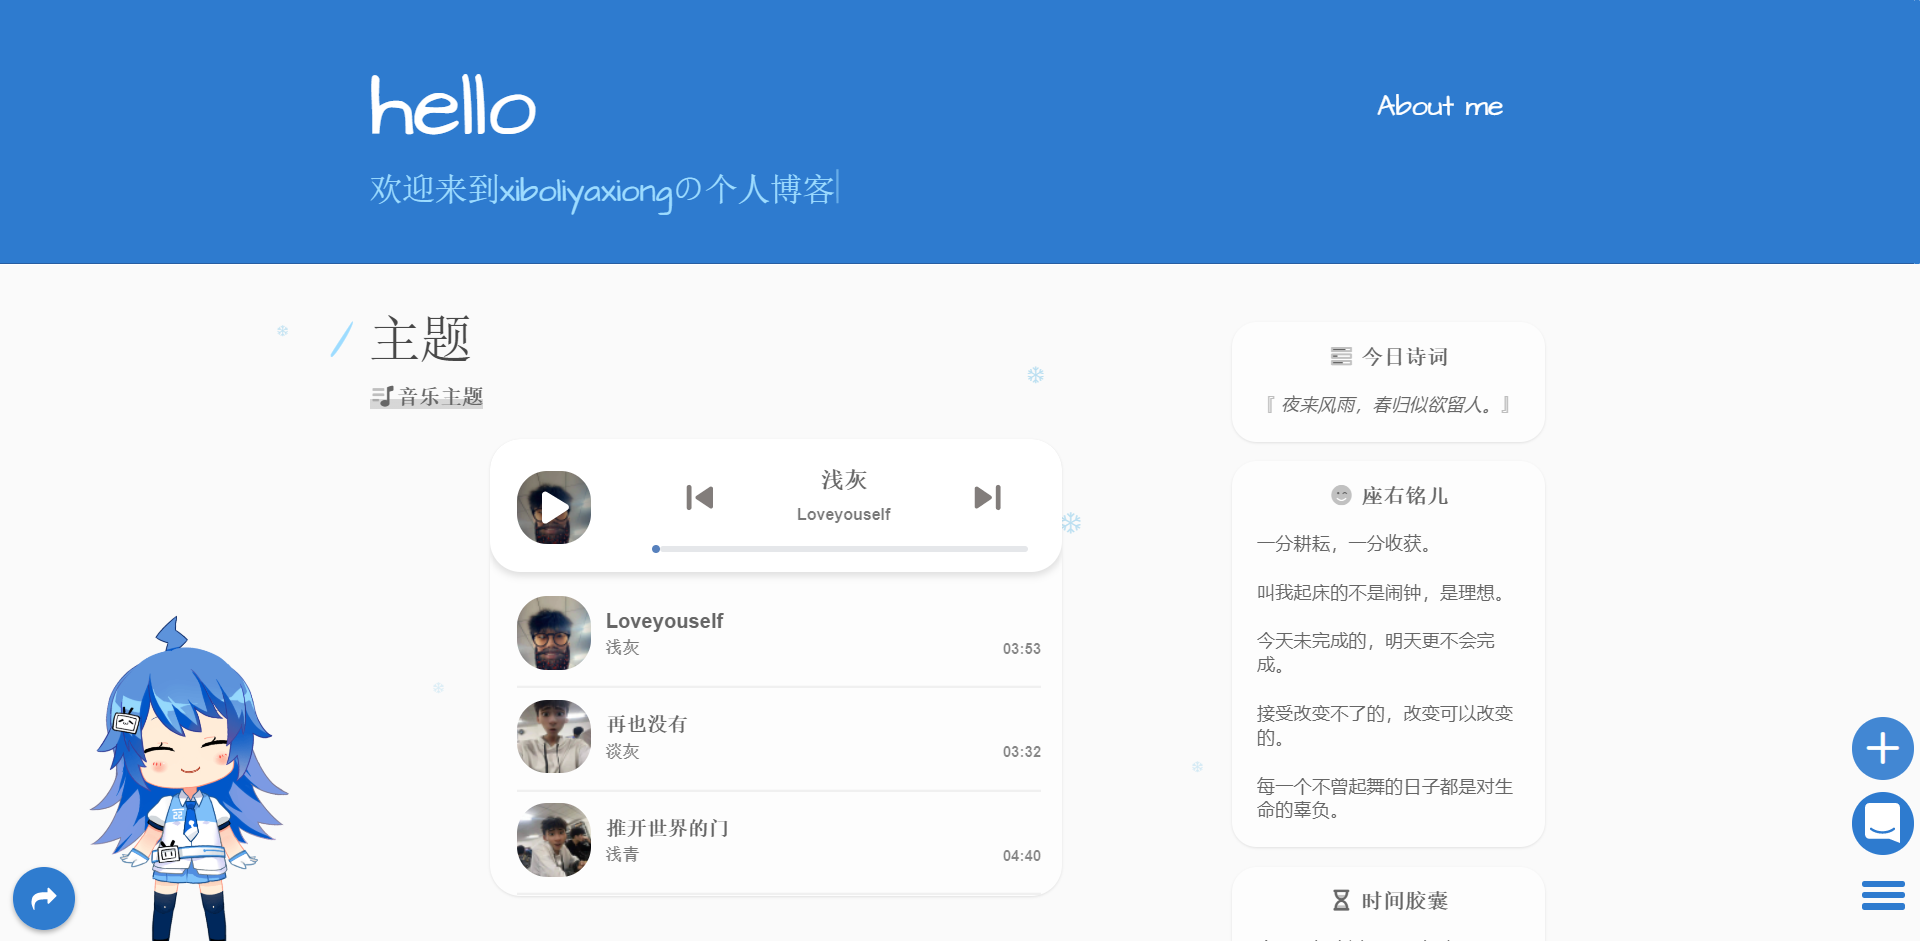 hello
About me
欢迎来到xiboliyaxiongの个人博客
主题
音乐主题
浅灰
Loveyouself
Loveyouself
浅灰
03:53
再也没有
淡灰
03:32
推开世界的门
浅青
04:40
今日诗词
『 夜来风雨，春归似欲留人。』
座右铭儿
一分耕耘，一分收获。
叫我起床的不是闹钟，是理想。
今天未完成的，明天更不会完
成。
接受改变不了的，改变可以改变
的。
每一个不曾起舞的日子都是对生
命的辜负。
时间胶囊